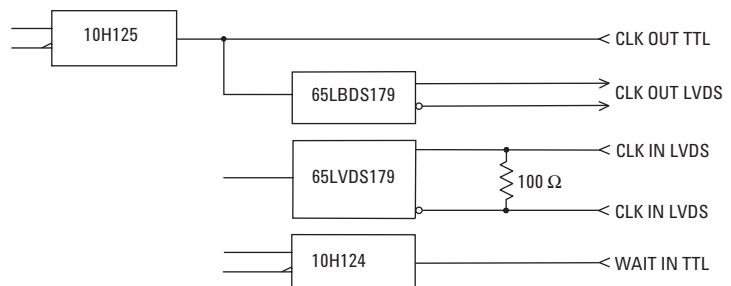 10H125
CLK OUT TTL
65LBDS179
CLK OUT LVDS
CLK IN LVDS
65LVDS179
100 Ω
CLK IN LVDS
10H124
WAIT IN TTL